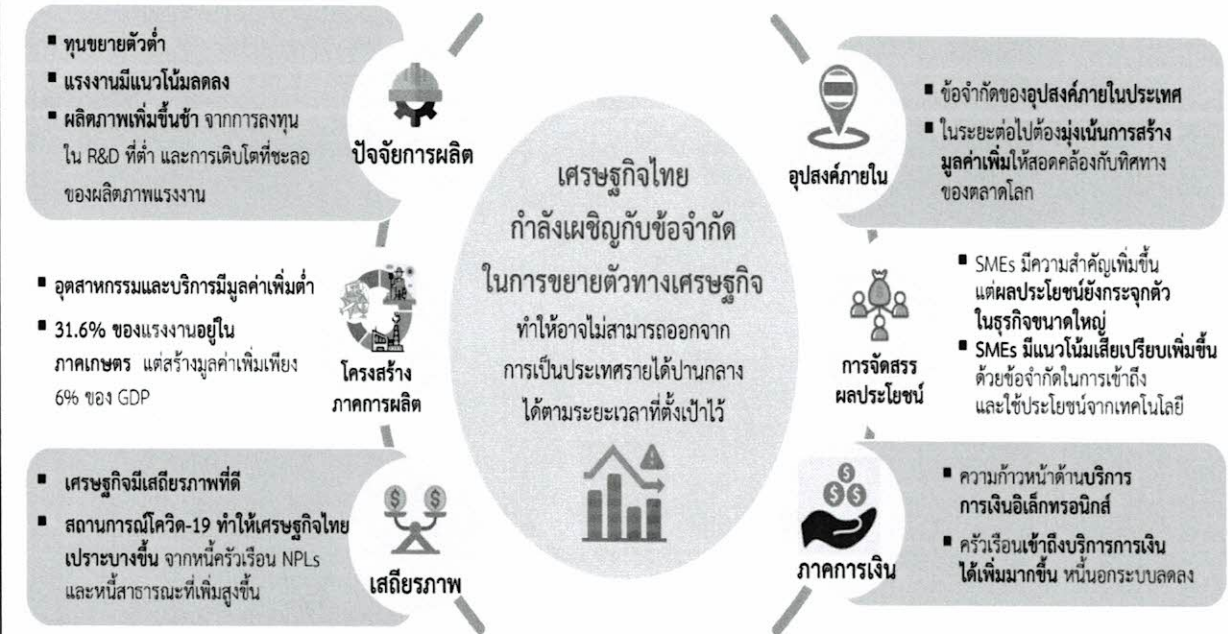 ■ ทุนขยายตัวต่ำ
■ แรงงานมีแนวโน้มลดลง
■ ผลิตภาพเพิ่มขึ้นช้า จากการลงทุน
ใน R&D ที่ต่ำ และการเติบโตที่ชะลอ
ของผลิตภาพแรงงาน
ปัจจัยการผลิต
■ อุตสาหกรรมและบริการมีมูลค่าเพิ่มต่ำ
■ 31.6% ของแรงงานอยู่ใน
ภาคเกษตร แต่สร้างมูลค่าเพิ่มเพียง
6% ของ GDP
โครงสร้าง
ภาคการผลิต
■ เศรษฐกิจมีเสถียรภาพที่ดี
■ สถานการณ์โควิด-19 ทำให้เศรษฐกิจไทย
เปราะบางขึ้น จากหนี้ครัวเรือน NPLs
และหนี้สาธารณะที่เพิ่มสูงขึ้น
เสถียรภาพ
เศรษฐกิจไทย
กำลังเผชิญกับข้อจำกัด
ในการขยายตัวทางเศรษฐกิจ
ทำให้อาจไม่สามารถออกจาก
การเป็นประเทศรายได้ปานกลาง
ได้ตามระยะเวลาที่ตั้งเป้าไว้
อุปสงค์ภายใน
■ ข้อจำกัดของอุปสงค์ภายในประเทศ
■ ในระยะต่อไปต้องมุ่งเน้นการสร้าง
มูลค่าเพิ่มให้สอดคล้องกับทิศทาง
ของตลาดโลก
การจัดสรร
ผลประโยชน์
■ SMEs มีความสำคัญเพิ่มขึ้น
แต่ผลประโยชน์ยังกระจุกตัว
ในธุรกิจขนาดใหญ่
■ SMEs มีแนวโน้มเสียเปรียบเพิ่มขึ้น
ด้วยข้อจำกัดในการเข้าถึง
และใช้ประโยชน์จากเทคโนโลยี
ภาคการเงิน
■ ความก้าวหน้าด้านบริการ
การเงินอิเล็กทรอนิกส์
■ ครัวเรือนเข้าถึงบริการการเงิน
ได้เพิ่มมากขึ้น หนี้นอกระบบลดลง